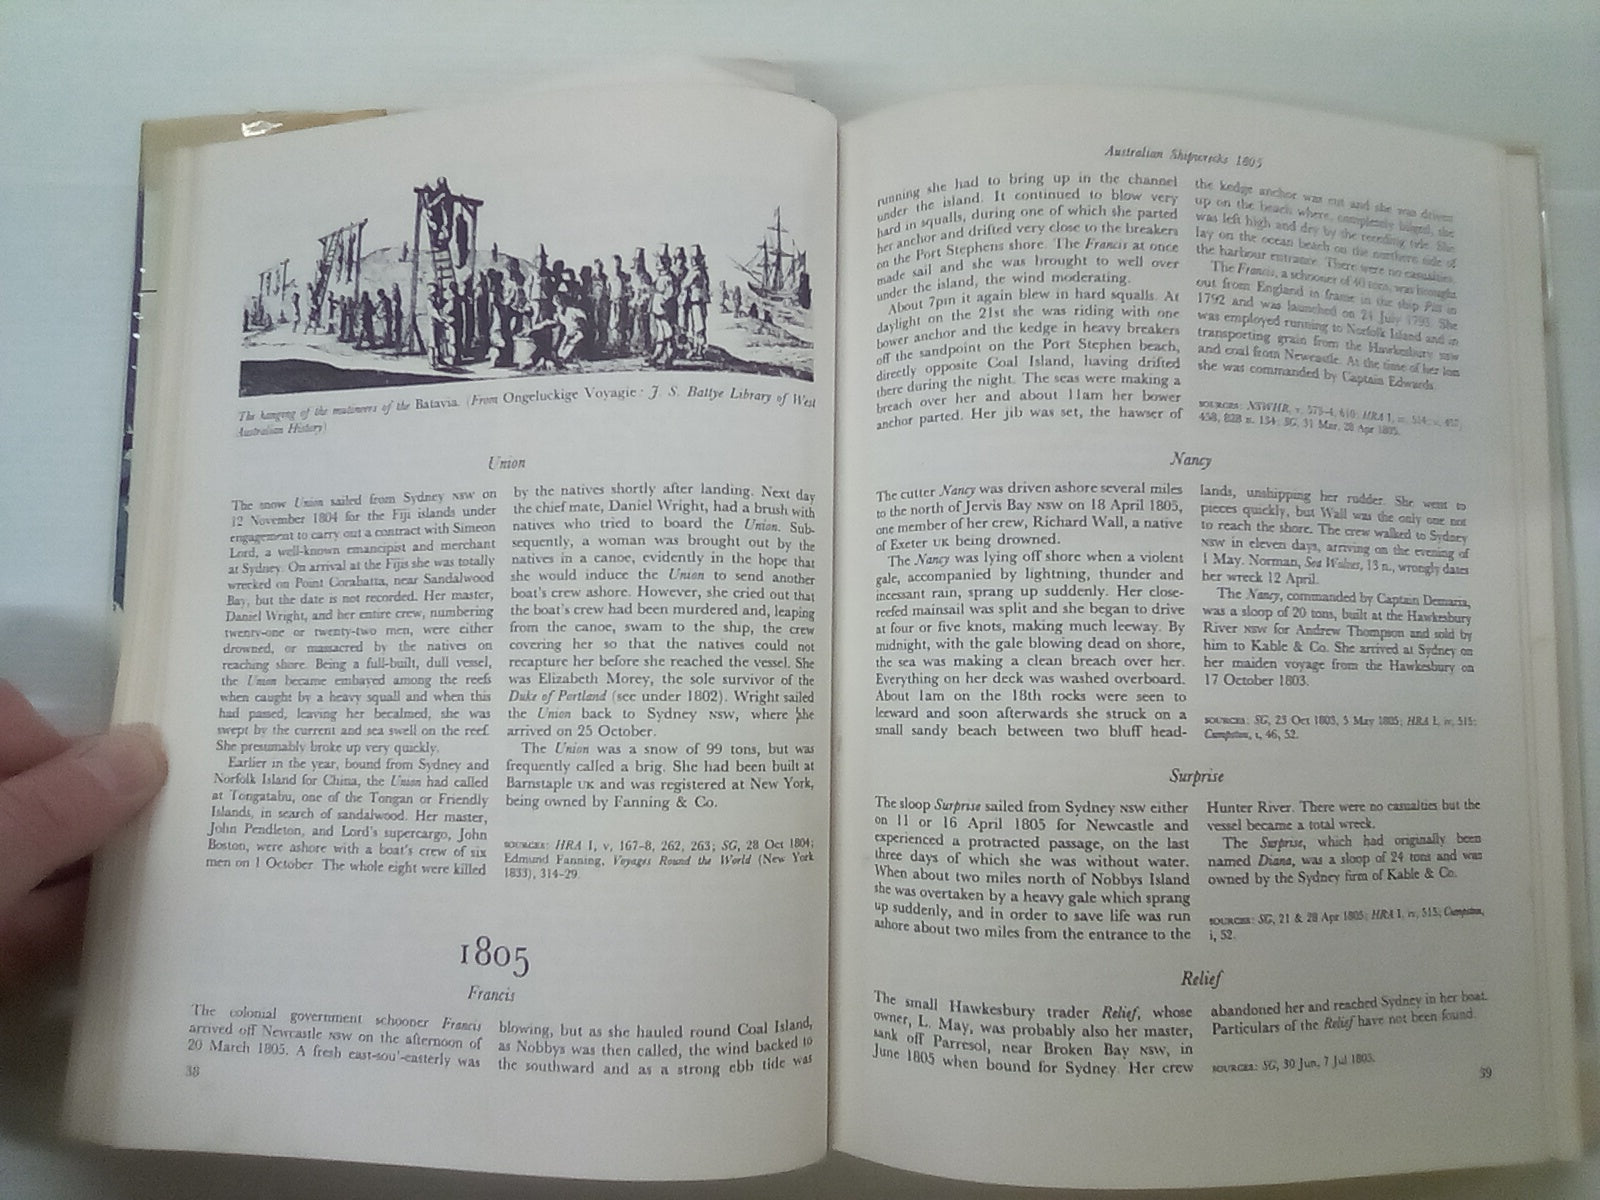 The hanging of the mutineers of the Batavia. (From Ongeluckige Voyagie: J. S. Battye Library of West
Australian History)
Union
The snow Union sailed from Sydney NSW on
12 November 1804 for the Fiji islands under
engagement to carry out a contract with Simeon
Lord, a well-known emancipist and merchant
at Sydney. On arrival at the Fijis she was totally
wrecked on Point Corabatta, near Sandalwood
Bay, but the date is not recorded. Her master,
Daniel Wright, and her entire crew, numbering
twenty-one or twenty-two men, were either
drowned, or massacred by the natives on
reaching shore. Being a full-built, dull vessel,
the Union became embayed among the reefs
when caught by a heavy squall and when this
had passed, leaving her becalmed, she was
swept by the current and sea swell on the reef.
She presumably broke up very quickly.
Earlier in the year, bound from Sydney and
Norfolk Island for China, the Union had called
at Tongatabu, one of the Tongan or Friendly
Islands, in search of sandalwood. Her master,
John Pendleton, and Lord's supercargo, John
Boston, were ashore with a boat's crew of six
men on 1 October. The whole eight were killed
by the natives shortly after landing. Next day
the chief mate, Daniel Wright, had a brush with
natives who tried to board the Union. Sub-
sequently, a woman was brought out by the
natives in a canoe, evidently in the hope that
she would induce the Union to send another
boat's crew ashore. However, she cried out that
the boat's crew had been murdered and, leaping
from the canoe, swam to the ship, the crew
covering her so that the natives could not
recapture her before she reached the vessel. She
was Elizabeth Morey, the sole survivor of the
Duke of Portland (see under 1802). Wright sailed
the Union back to Sydney NSW, where she
arrived on 25 October.
The Union was a snow of 99 tons, but was
frequently called a brig. She had been built at
Barnstaple UK and was registered at New York,
being owned by Fanning & Co.
SOURCES: HRA I, v, 167-8, 262, 263; SG, 28 Oct 1804;
Edmund Fanning, Voyages Round the World (New York
1833), 314-29.
1805
Francis
The colonial government schooner Francis
arrived off Newcastle NSW on the afternoon of
20 March 1805. A fresh east-sou'-easterly was
blowing, but as she hauled round Coal Island,
as Nobbys was then called, the wind backed to
the southward and as a strong ebb tide was
38
Australian Shipwrecks 1805
running she had to bring up in the channel
under the island. It continued to blow very
hard in squalls, during one of which she parted
her anchor and drifted very close to the breakers
on the Port Stephens shore. The Francis at once
made sail and she was brought to well over
under the island, the wind moderating.
About 7pm it again blew in hard squalls. At
daylight on the 21st she was riding with one
bower anchor and the kedge in heavy breakers
off the sandpoint on the Port Stephen beach,
directly opposite Coal Island, having drifted
there during the night. The seas were making a
breach over her and about 11am her bower
anchor parted. Her jib was set, the hawser of
the kedge anchor was cut and she was driven
up on the beach where, completely bilged, she
was left high and dry by the receding tide. She
lay on the ocean beach on the northern side of
the harbour entrance. There were no casualties.
The Francis, a schooner of 40 tons, was brought
out from England in frame in the ship Pitt in
1792 and was launched on 24 July 1793. She
was employed running to Norfolk Island and in
transporting grain from the Hawkesbury NSW
and coal from Newcastle. At the time of her loss
she was commanded by Captain Edwards.
SOURCES: NSWHR, v, 573-4, 610; HRA I,
458, 828 n. 134; SG, 31 Mar, 28 Apr 1805.
Nancy
The cutter Nancy was driven ashore several miles
to the north of Jervis Bay NSW on 18 April 1805,
one member of her crew, Richard Wall, a native
of Exeter UK being drowned.
The Nancy was lying off shore when a violent
gale, accompanied by lightning, thunder and
incessant rain, sprang up suddenly. Her close-
reefed mainsail was split and she began to drive
at four or five knots, making much leeway. By
midnight, with the gale blowing dead on shore,
the sea was making a clean breach over her.
Everything on her deck was washed overboard.
About 1am on the 18th rocks were seen to
leeward and soon afterwards she struck on a
small sandy beach between two bluff head-
lands, unshipping her rudder. She went to
pieces quickly, but Wall was the only one not
to reach the shore. The crew walked to Sydney
NSW in eleven days, arriving on the evening of
1 May. Norman, Sea Wolves, 13 n., wrongly dates
her wreck 12 April.
The Nancy, commanded by Captain Demaria,
was a sloop of 20 tons, built at the Hawkesbury
River NSW for Andrew Thompson and sold by
him to Kable & Co. She arrived at Sydney on
her maiden voyage from the Hawkesbury on
17 October 1803.
SOURCES: SG, 23 Oct 1803, 5 May 1805; HRA I, iv, 515;
Cumpston, i, 46, 52.
Surprise
The sloop Surprise sailed from Sydney NSW either
on 11 or 16 April 1805 for Newcastle and
experienced a protracted passage, on the last
three days of which she was without water.
When about two miles north of Nobbys Island
she was overtaken by a heavy gale which sprang
up suddenly, and in order to save life was run
ashore about two miles from the entrance to the
Hunter River. There were no casualties but the
vessel became a total wreck.
The Surprise, which had originally been
named Diana, was a sloop of 24 tons and was
owned by the Sydney firm of Kable & Co.
SOURCES: SG, 21 & 28 Apr 1805; HRA I, iv, 515; Cumpston,
i, 52.
Relief
The small Hawkesbury trader Relief, whose
owner, L. May, was probably also her master,
sank off Parresol, near Broken Bay NSW, in
June 1805 when bound for Sydney. Her crew
abandoned her and reached Sydney in her boat.
Particulars of the Relief have not been found.
SOURCES: SG, 30 Jun, 7 Jul 1805.
39